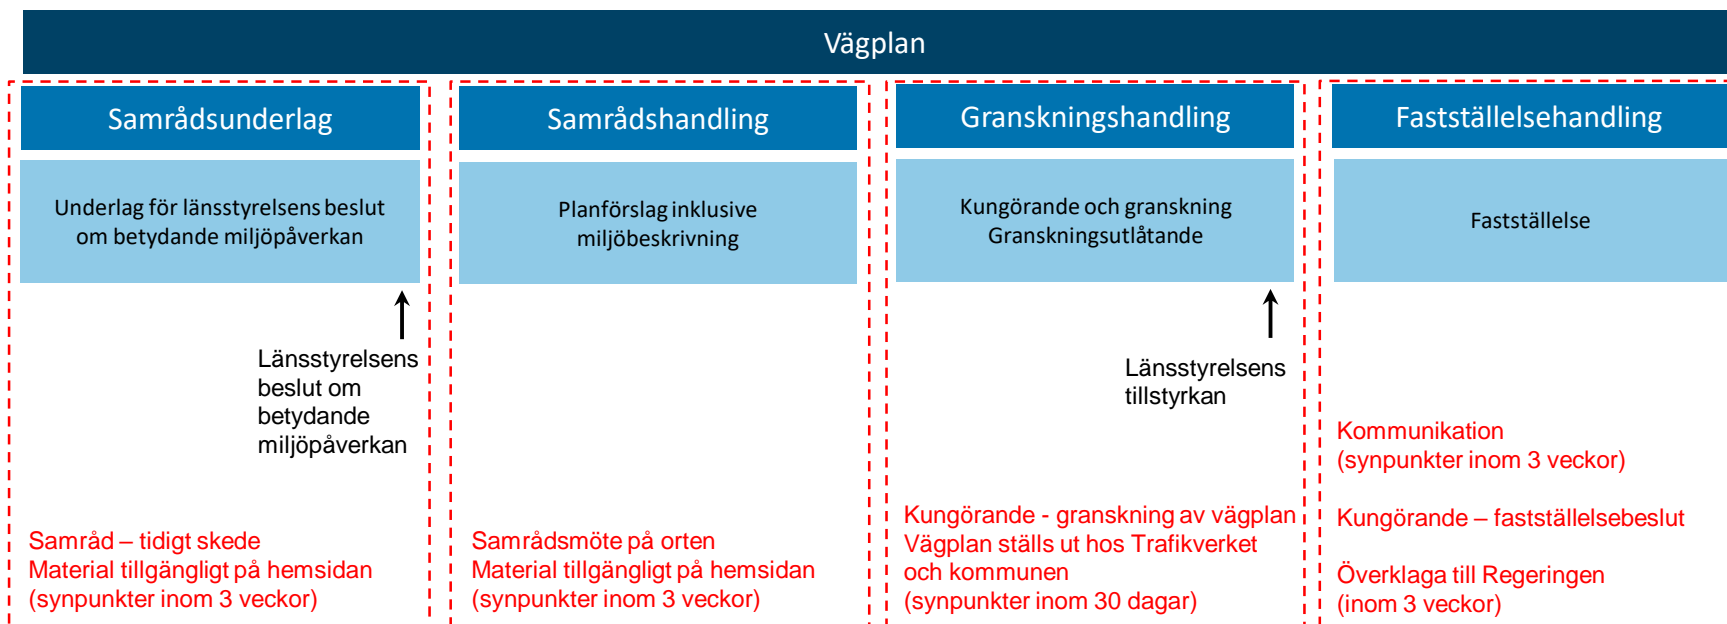 Vägplan
Samrådsunderlag
Underlag för länsstyrelsens beslut
om betydande miljöpåverkan
Länsstyrelsens
beslut om
betydande
miljöpåverkan
Samråd – tidigt skede
Material tillgängligt på hemsidan
(synpunkter inom 3 veckor)
Samrådshandling
Planförslag inklusive
miljöbeskrivning
Samrådsmöte på orten
Material tillgängligt på hemsidan
(synpunkter inom 3 veckor)
Granskningshandling
Kungörande och granskning
Granskningsutlåtande
Länsstyrelsens
tillstyrkan
Kungörande - granskning av vägplan
Vägplan ställs ut hos Trafikverket
och kommunen
(synpunkter inom 30 dagar)
Fastställelsehandling
Fastställelse
Kommunikation
(synpunkter inom 3 veckor)
Kungörande – fastställelsebeslut
Överklaga till Regeringen
(inom 3 veckor)